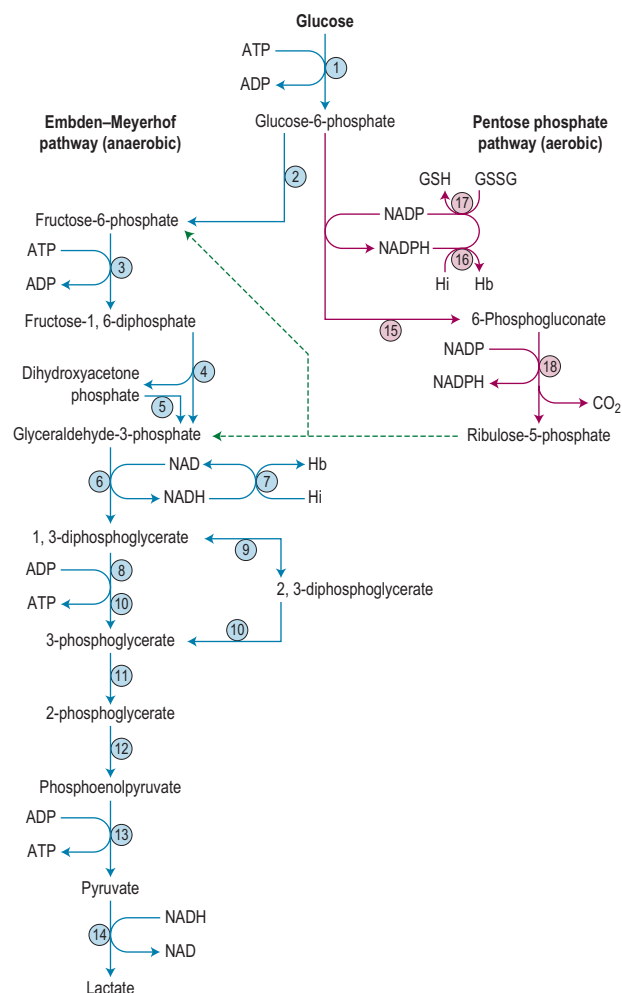 Glucose
ATP
1
ADP
Glucose-6-phosphate
Embden–Meyerhof
pathway (anaerobic)
Pentose phosphate
pathway (aerobic)
2
GSH
GSSG
17
Fructose-6-phosphate
NADP
ATP
3
ADP
NADPH
16
Hi
Hb
Fructose-1, 6-diphosphate
15
6-Phosphogluconate
NADP
18
NADPH
CO2
4
Dihydroxyacetone
phosphate
5
Glyceraldehyde-3-phosphate
Ribulose-5-phosphate
NAD
Hb
6
7
NADH
Hi
1, 3-diphosphoglycerate
9
ADP
8
2, 3-diphosphoglycerate
ATP
10
10
3-phosphoglycerate
11
2-phosphoglycerate
12
Phosphoenolpyruvate
ADP
13
ATP
Pyruvate
NADH
14
NAD
Lactate